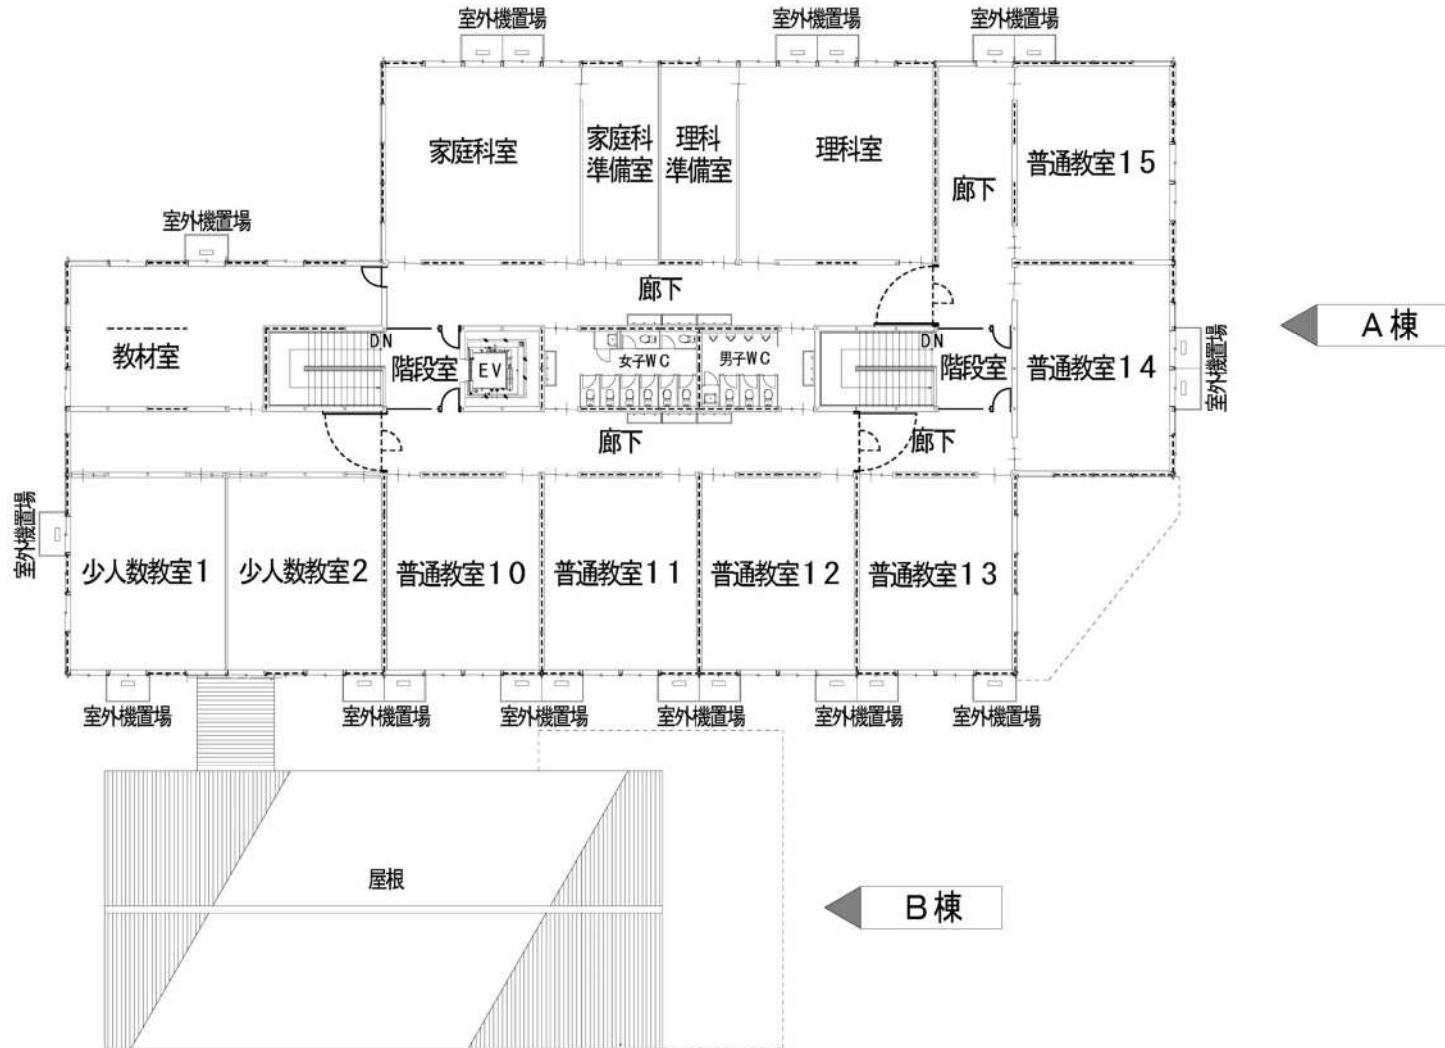 室外機置場
室外機置場
室外機置場
家庭科室
家庭科
準備室
理科
準備室
理科室
普通教室15
廊下
室外機置場
廊下
A棟
教材室
DN
階段室
EV
女子WC
男子WC
DN
階段室
普通教室14
室外機置場
廊下
廊下
室外機置場
少人数教室1
少人数教室2
普通教室10
普通教室11
普通教室12
普通教室13
室外機置場
室外機置場
室外機置場
室外機置場
室外機置場
室外機置場
屋根
B棟